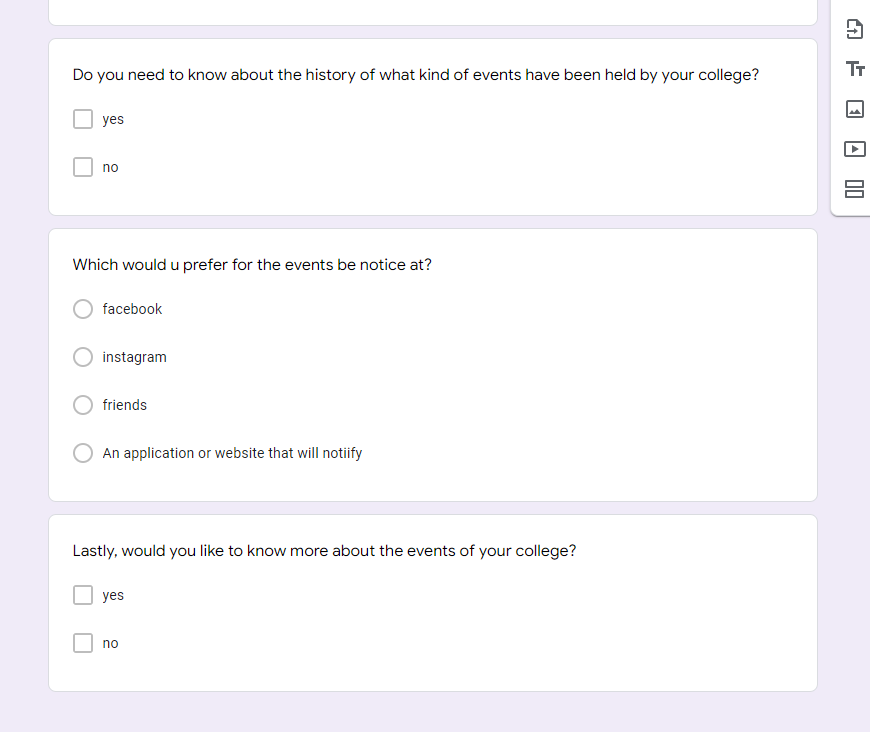 Do you need to know about the history of what kind of events have been held by your college?
yes
no
Which would u prefer for the events be notice at?
facebook
instagram
friends
An application or website that will notiify
Lastly, would you like to know more about the events of your college?
yes
no